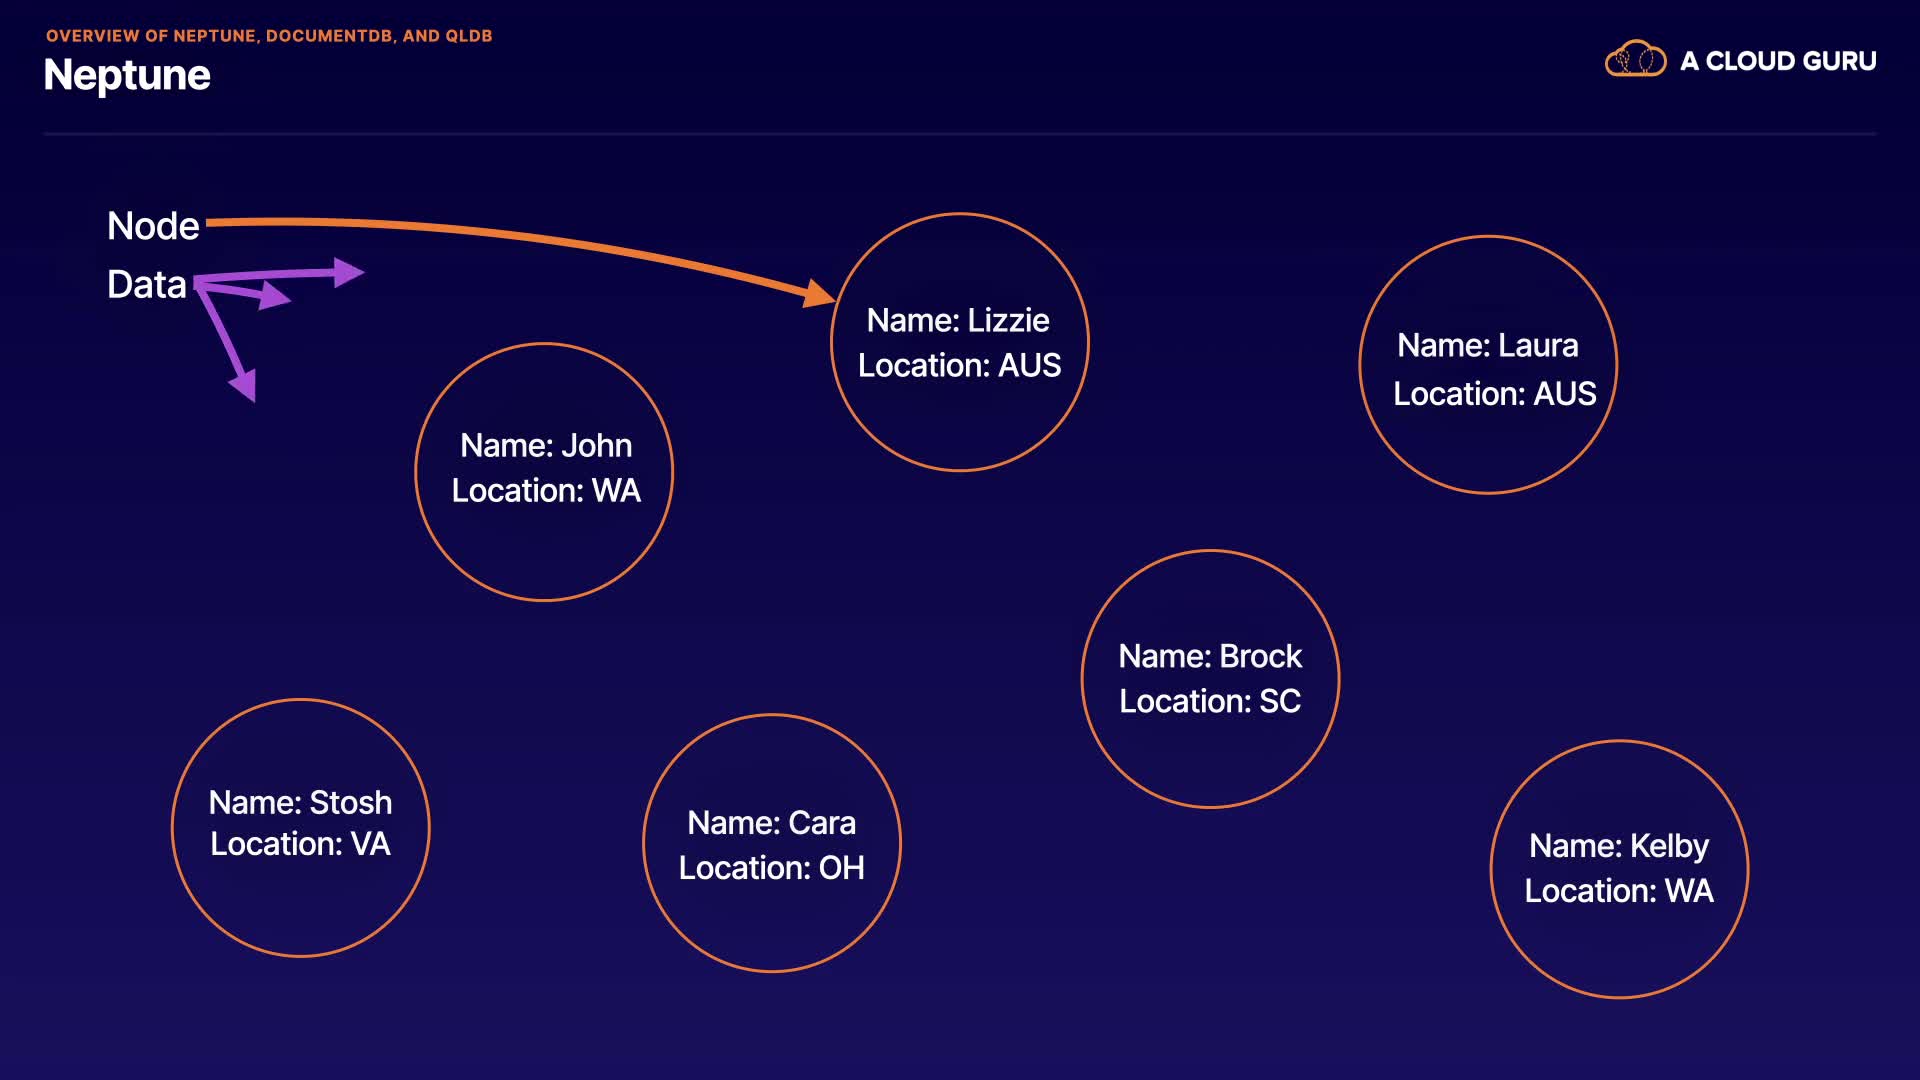 OVERVIEW OF NEPTUNE, DOCUMENTDB, AND QLDB
Neptune
A CLOUD GURU
Node
Data
Name: Lizzie
Location: AUS
Name: Laura
Location: AUS
Name: John
Location: WA
Name: Brock
Location: SC
Name: Stosh
Location: VA
Name: Cara
Location: OH
Name: Kelby
Location: WA